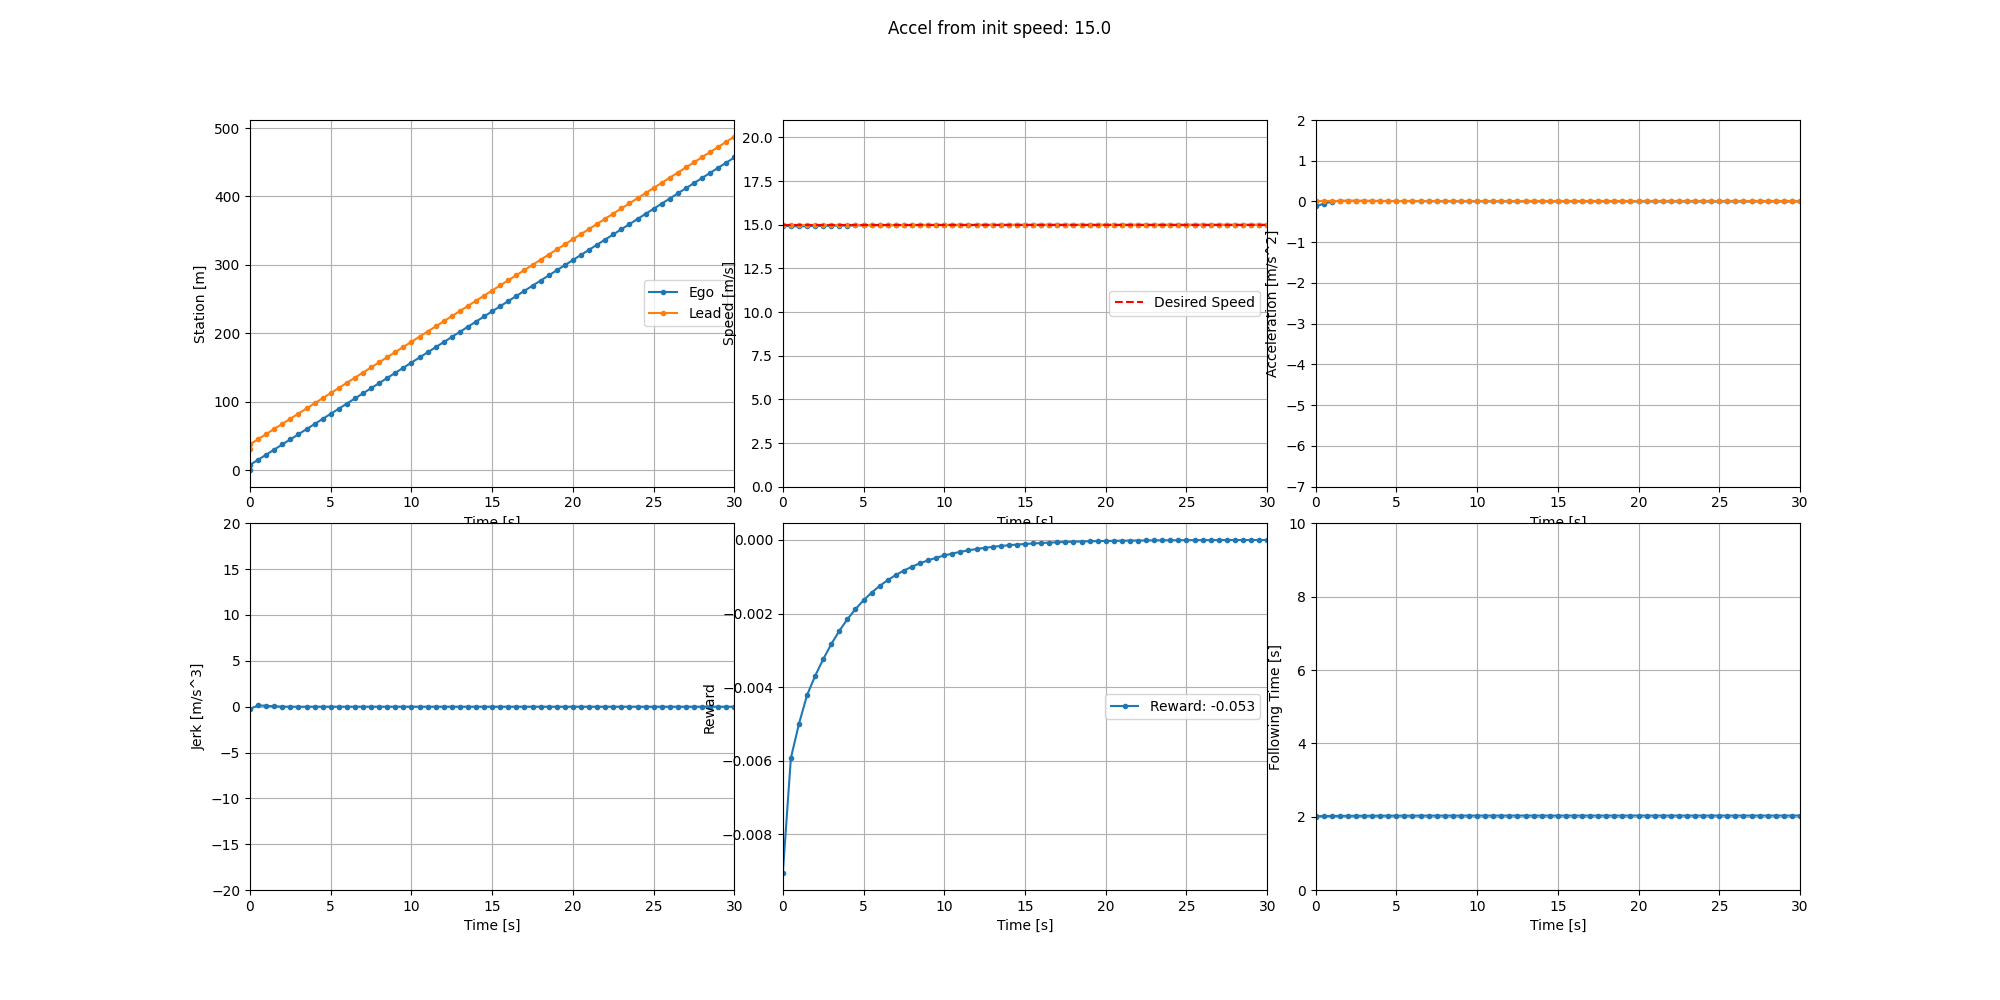 Accel from init speed: 15.0
500
400
300
200
100
0
Station [m]
0 5 10 15 20 25 30
Time [s]
Ego
Lead
20.0
17.5
15.0
12.5
10.0
7.5
5.0
2.5
0.0
Speed [m/s]
0 5 10 15 20 25 30
Time [s]
Desired Speed
2
1
0
−1
−2
−3
−4
−5
−6
−7
Acceleration [m/s^2]
0 5 10 15 20 25 30
Time [s]
20
15
10
5
0
−5
−10
−15
−20
Jerk [m/s^3]
0 5 10 15 20 25 30
Time [s]
0.000
−0.002
−0.004
−0.006
−0.008
Reward
0 5 10 15 20 25 30
Time [s]
Reward: -0.053
10
8
6
4
2
0
Following Time [s]
0 5 10 15 20 25 30
Time [s]